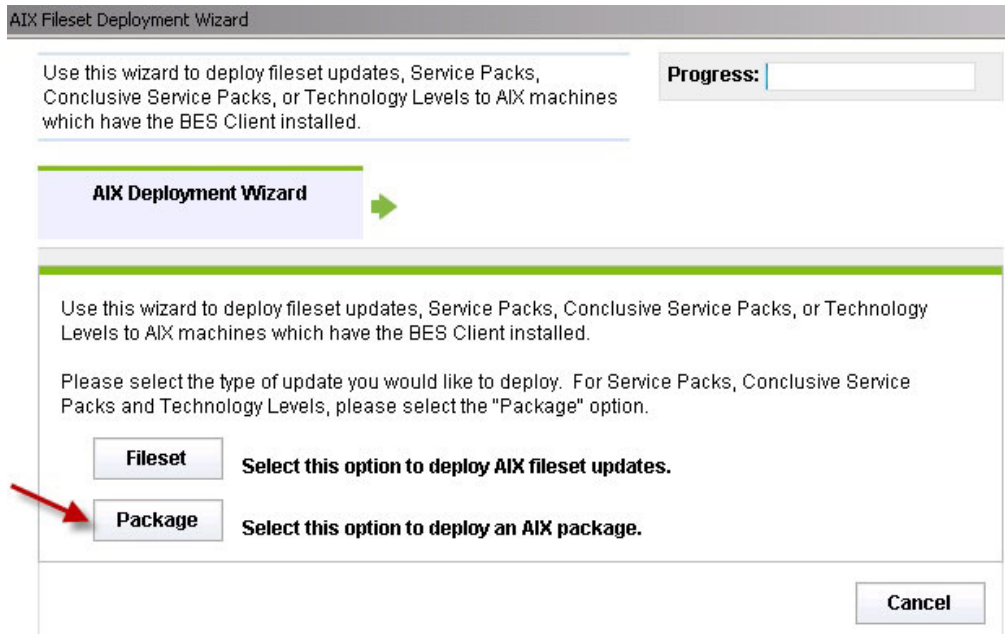 AIX Fileset Deployment Wizard
Use this wizard to deploy fileset updates, Service Packs,
Conclusive Service Packs, or Technology Levels to AIX machines
which have the BES Client installed.
Progress:
AIX Deployment Wizard
Use this wizard to deploy fileset updates, Service Packs, Conclusive Service Packs, or Technology
Levels to AIX machines which have the BES Client installed.
Please select the type of update you would like to deploy. For Service Packs, Conclusive Service
Packs and Technology Levels, please select the "Package" option.
Fileset Select this option to deploy AIX fileset updates.
Package Select this option to deploy an AIX package.
Cancel